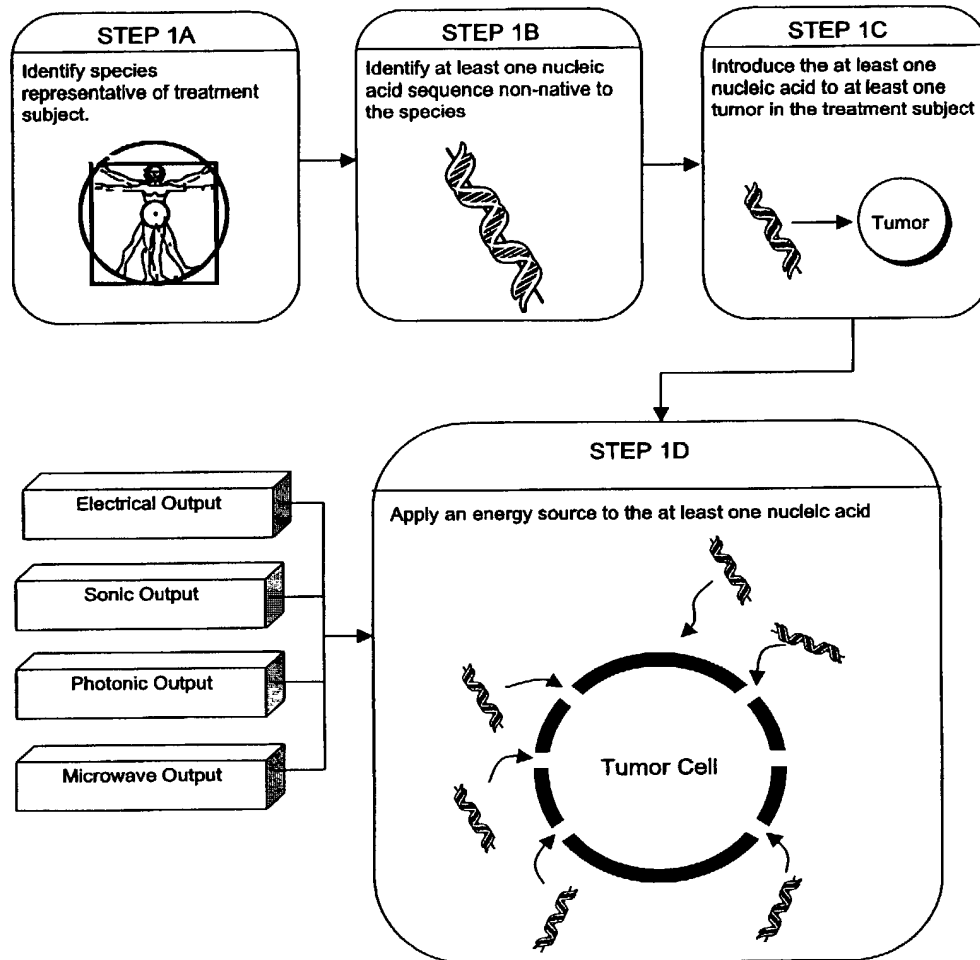 STEP 1A
Identify species
representative of treatment
subject.
STEP 1B
Identify at least one nucleic
acid sequence non-native to
the species
STEP 1C
Introduce the at least one
nucleic acid to at least one
tumor in the treatment subject
Tumor
STEP 1D
Apply an energy source to the at least one nucleic acid
Tumor Cell
Electrical Output
Sonic Output
Photonic Output
Microwave Output